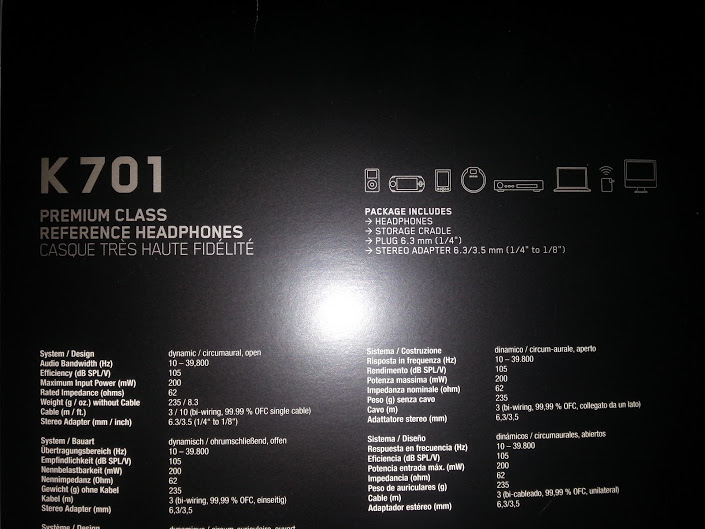 K 701
PREMIUM CLASS
REFERENCE HEADPHONES
CASQUE TRÈS HAUTE FIDÉLITÉ
PACKAGE INCLUDES
→ HEADPHONES
→ STORAGE CRADLE
→ PLUG 6.3 mm (1/4")
→ STEREO ADAPTER 6.3/3.5 mm (1/4" to 1/8")
System / Design dynamic / circumaural, open
Audio Bandwidth (Hz) 10 – 39,800
Efficiency (dB SPL/V) 105
Maximum Input Power (mW) 200
Rated Impedance (ohms) 62
Weight (g / oz.) without Cable 235 / 8.3
Cable (m / ft.) 3 / 10 (bi-wiring, 99.99 % OFC single cable)
Stereo Adapter (mm / inch) 6.3/3.5 (1/4" to 1/8")
System / Bauart dynamisch / ohrumschließend, offen
Übertragungsbereich (Hz) 10 – 39.800
Empfindlichkeit (dB SPL/V) 105
Nennbelastbarkeit (mW) 200
Nennimpedanz (Ohm) 62
Gewicht (g) ohne Kabel 235
Kabel (m) 3 (bi-wiring, 99,99 % OFC, einseitig)
Stereo Adapter (mm) 6,3/3,5
Système / Design dynamique / circum-auriculaire, ouvert
Sistema / Costruzione dinamico / circum-aurale, aperto
Risposta in frequenza (Hz) 10 – 39.800
Rendimento (dB SPL/V) 105
Potenza massima (mW) 200
Impedanza nominale (ohm) 62
Peso (g) senza cavo 235
Cavo (m) 3 (bi-wiring, 99,99 % OFC, collegato da un lato)
Adattatore stereo (mm) 6,3/3,5
Sistema / Diseño dinámicos / circumaurales, abiertos
Respuesta en frecuencia (Hz) 10 – 39.800
Eficiencia (dB SPL/V) 105
Potencia entrada máx. (mW) 200
Impedancia (ohm) 62
Peso de auriculares (g) 235
Cable (m) 3 (bi-cableado, 99,99 % OFC, unilateral)
Adaptador estéreo (mm) 6,3/3,5